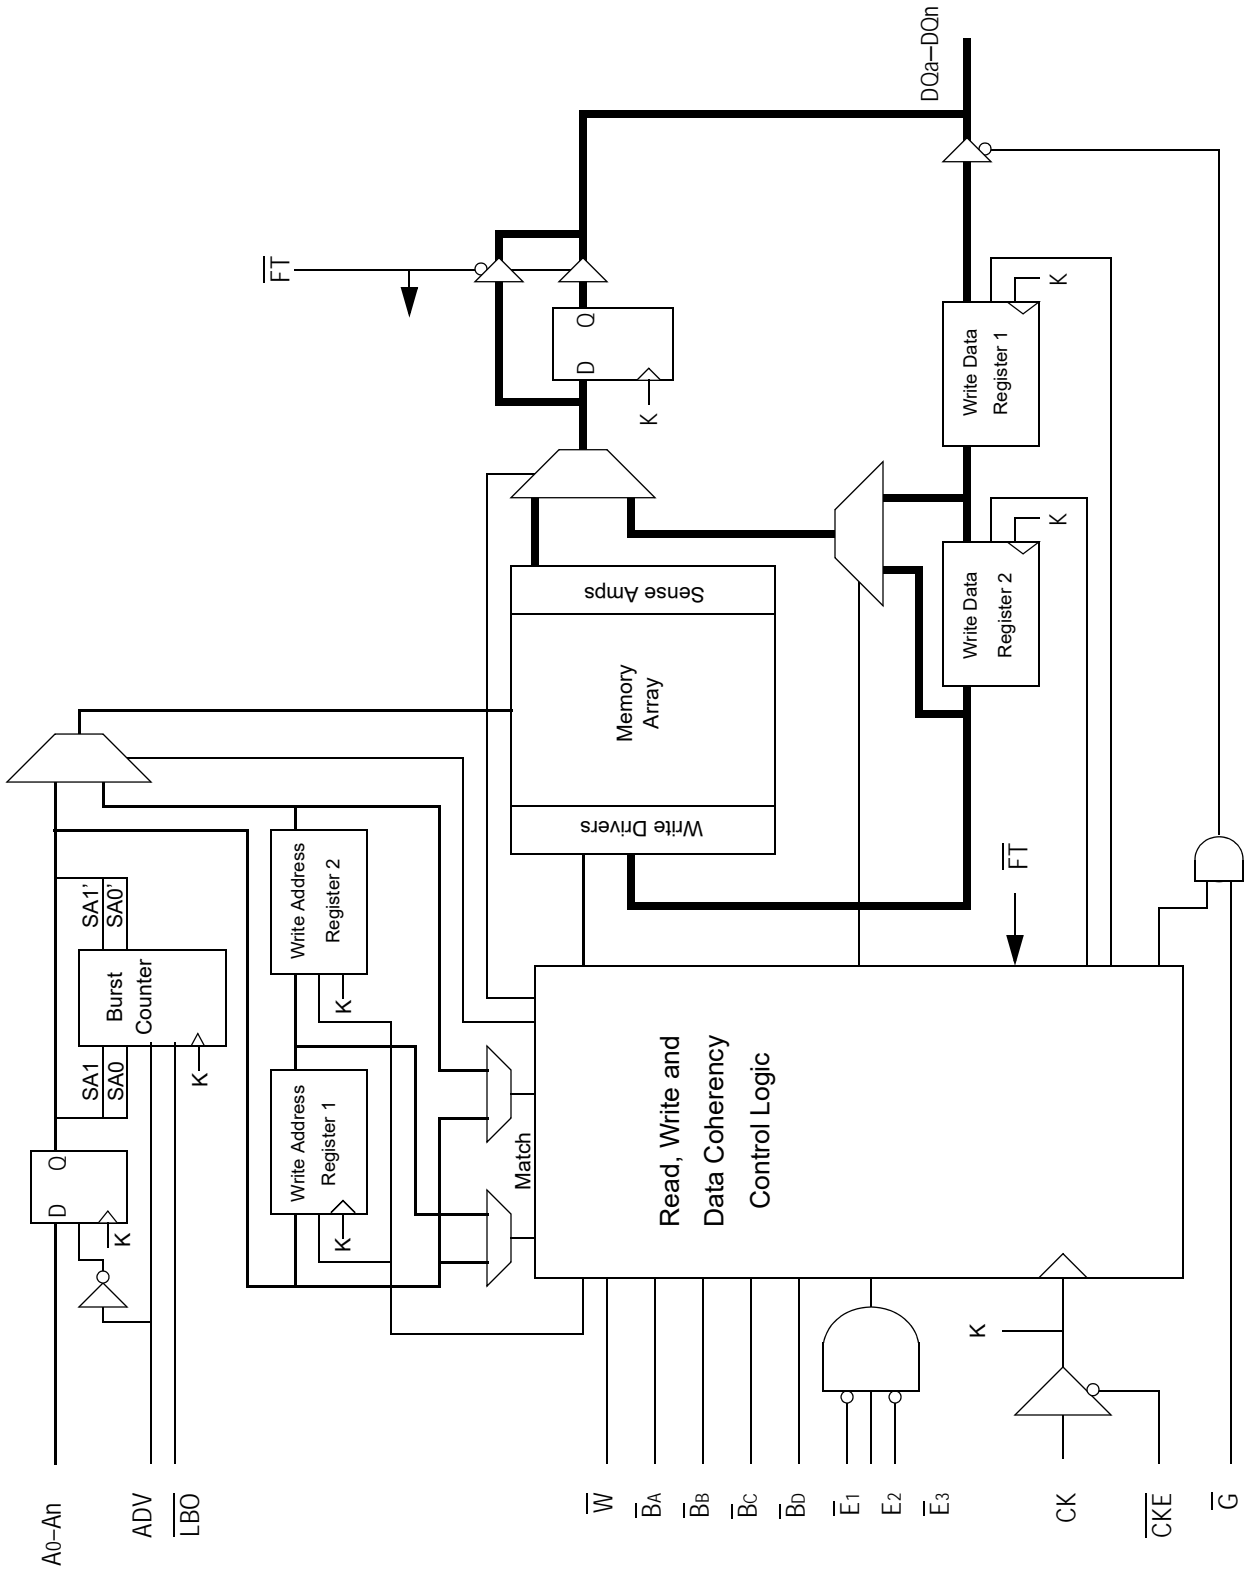 A0–An
ADV
LBO
W
BA
BB
BC
BD
E1
E2
E3
CK
CKE
G
D
Q
K
SA1
SA0
Burst
Counter
SA1’
SA0’
K
Write Address
Register 1
K
Write Address
Register 2
K
Match
Read, Write and
Data Coherency
Control Logic
K
FT
Write Drivers
Memory
Array
Sense Amps
D
Q
K
FT
Write Data
Register 2
K
Write Data
Register 1
K
DQa–DQn